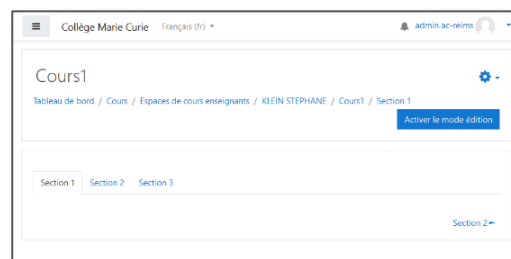 Collège Marie Curie Français (fr)
admin ac-reims
Cours1
Tableau de bord / Cours / Espaces de cours enseignants / KLEIN STEPHANE / Cours1 / Section 1
Activer le mode édition
Section 1 Section 2 Section 3
Section 2